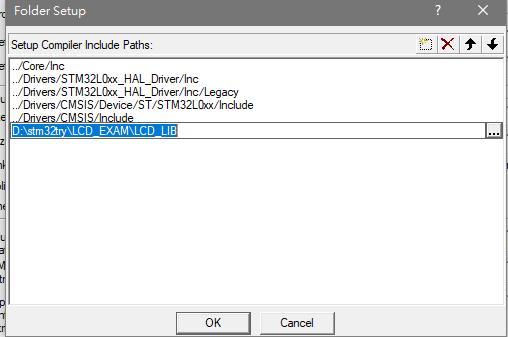 Folder Setup
?
Setup Compiler Include Paths:
../Core/Inc
../Drivers/STM32L0xx_HAL_Driver/Inc
../Drivers/STM32L0xx_HAL_Driver/Inc/Legacy
../Drivers/CMSIS/Device/ST/STM32L0xx/Include
../Drivers/CMSIS/Include
D:\stm32try\LCD_EXAM\LCD_LIB
...
OK
Cancel